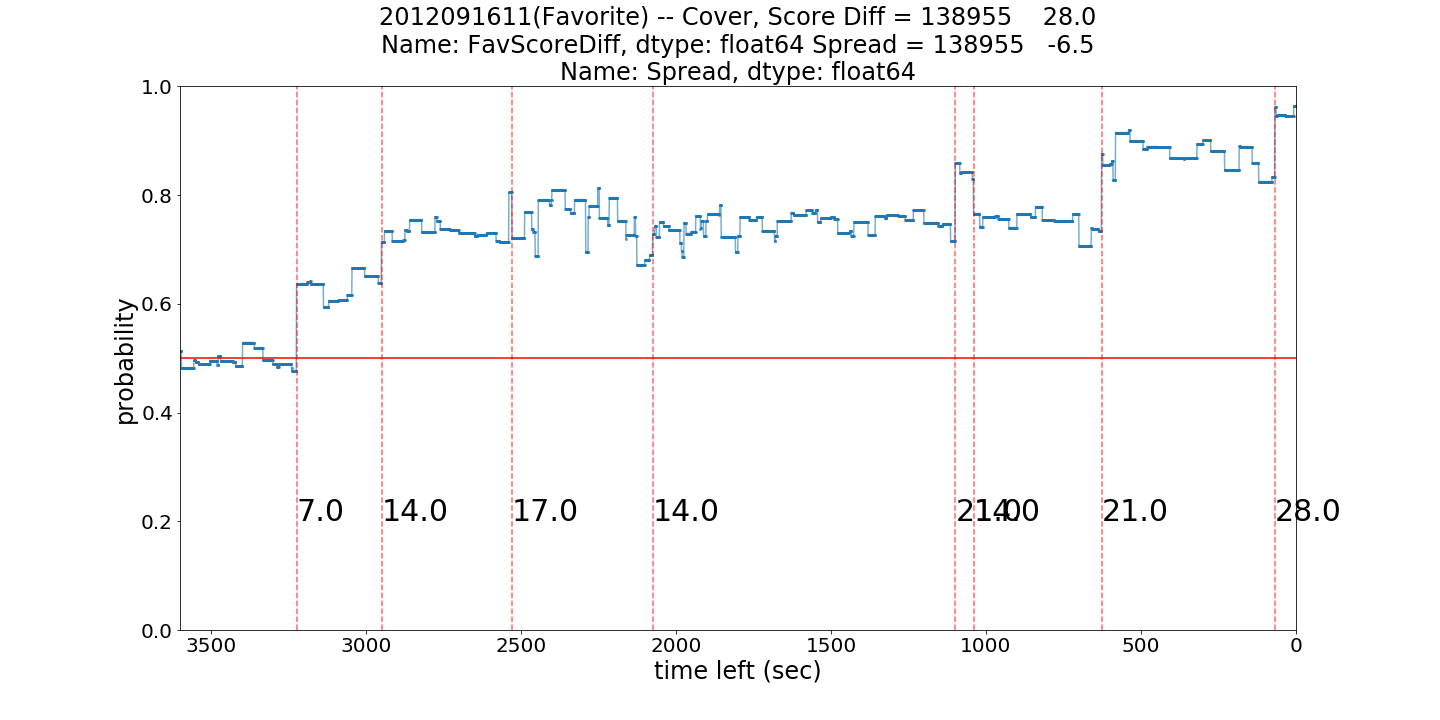 2012091611(Favorite) -- Cover, Score Diff = 138955    28.0
Name: FavScoreDiff, dtype: float64 Spread = 138955   -6.5
Name: Spread, dtype: float64
1.0
0.8
0.6
0.4
0.2
0.0
probability
7.0 14.0 17.0 14.0 21.0 14.0 21.0 28.0
3500 3000 2500 2000 1500 1000 500 0
time left (sec)